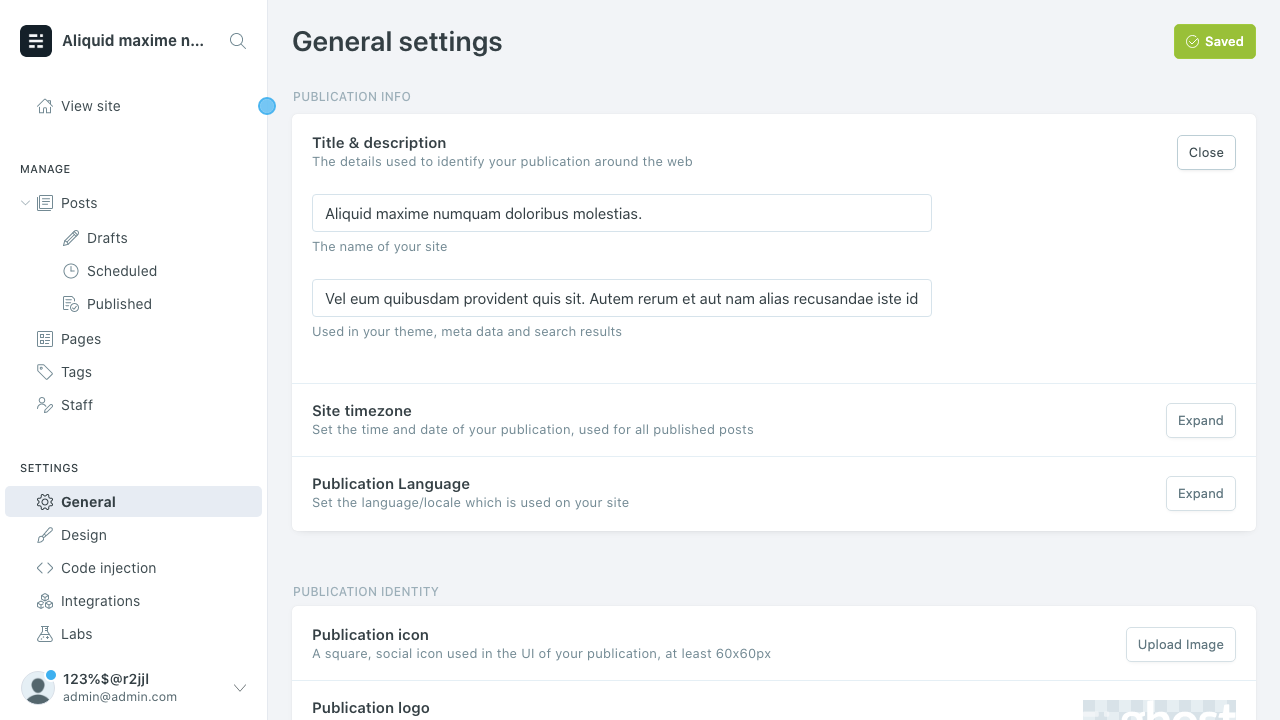 Aliquid maxime n...
General settings
Saved
View site
PUBLICATION INFO
Title & description
The details used to identify your publication around the web
Close
MANAGE
Posts
Drafts
Scheduled
Published
Pages
Tags
Staff
Aliquid maxime numquam doloribus molestias.
The name of your site
Vel eum quibusdam provident quis sit. Autem rerum et aut nam alias recusandae iste id
Used in your theme, meta data and search results
Site timezone
Set the time and date of your publication, used for all published posts
Expand
Publication Language
Set the language/locale which is used on your site
Expand
SETTINGS
General
Design
Code injection
Integrations
Labs
PUBLICATION IDENTITY
Publication icon
A square, social icon used in the UI of your publication, at least 60x60px
Upload Image
Publication logo
ghost
123%$@r2jjl
admin@admin.com